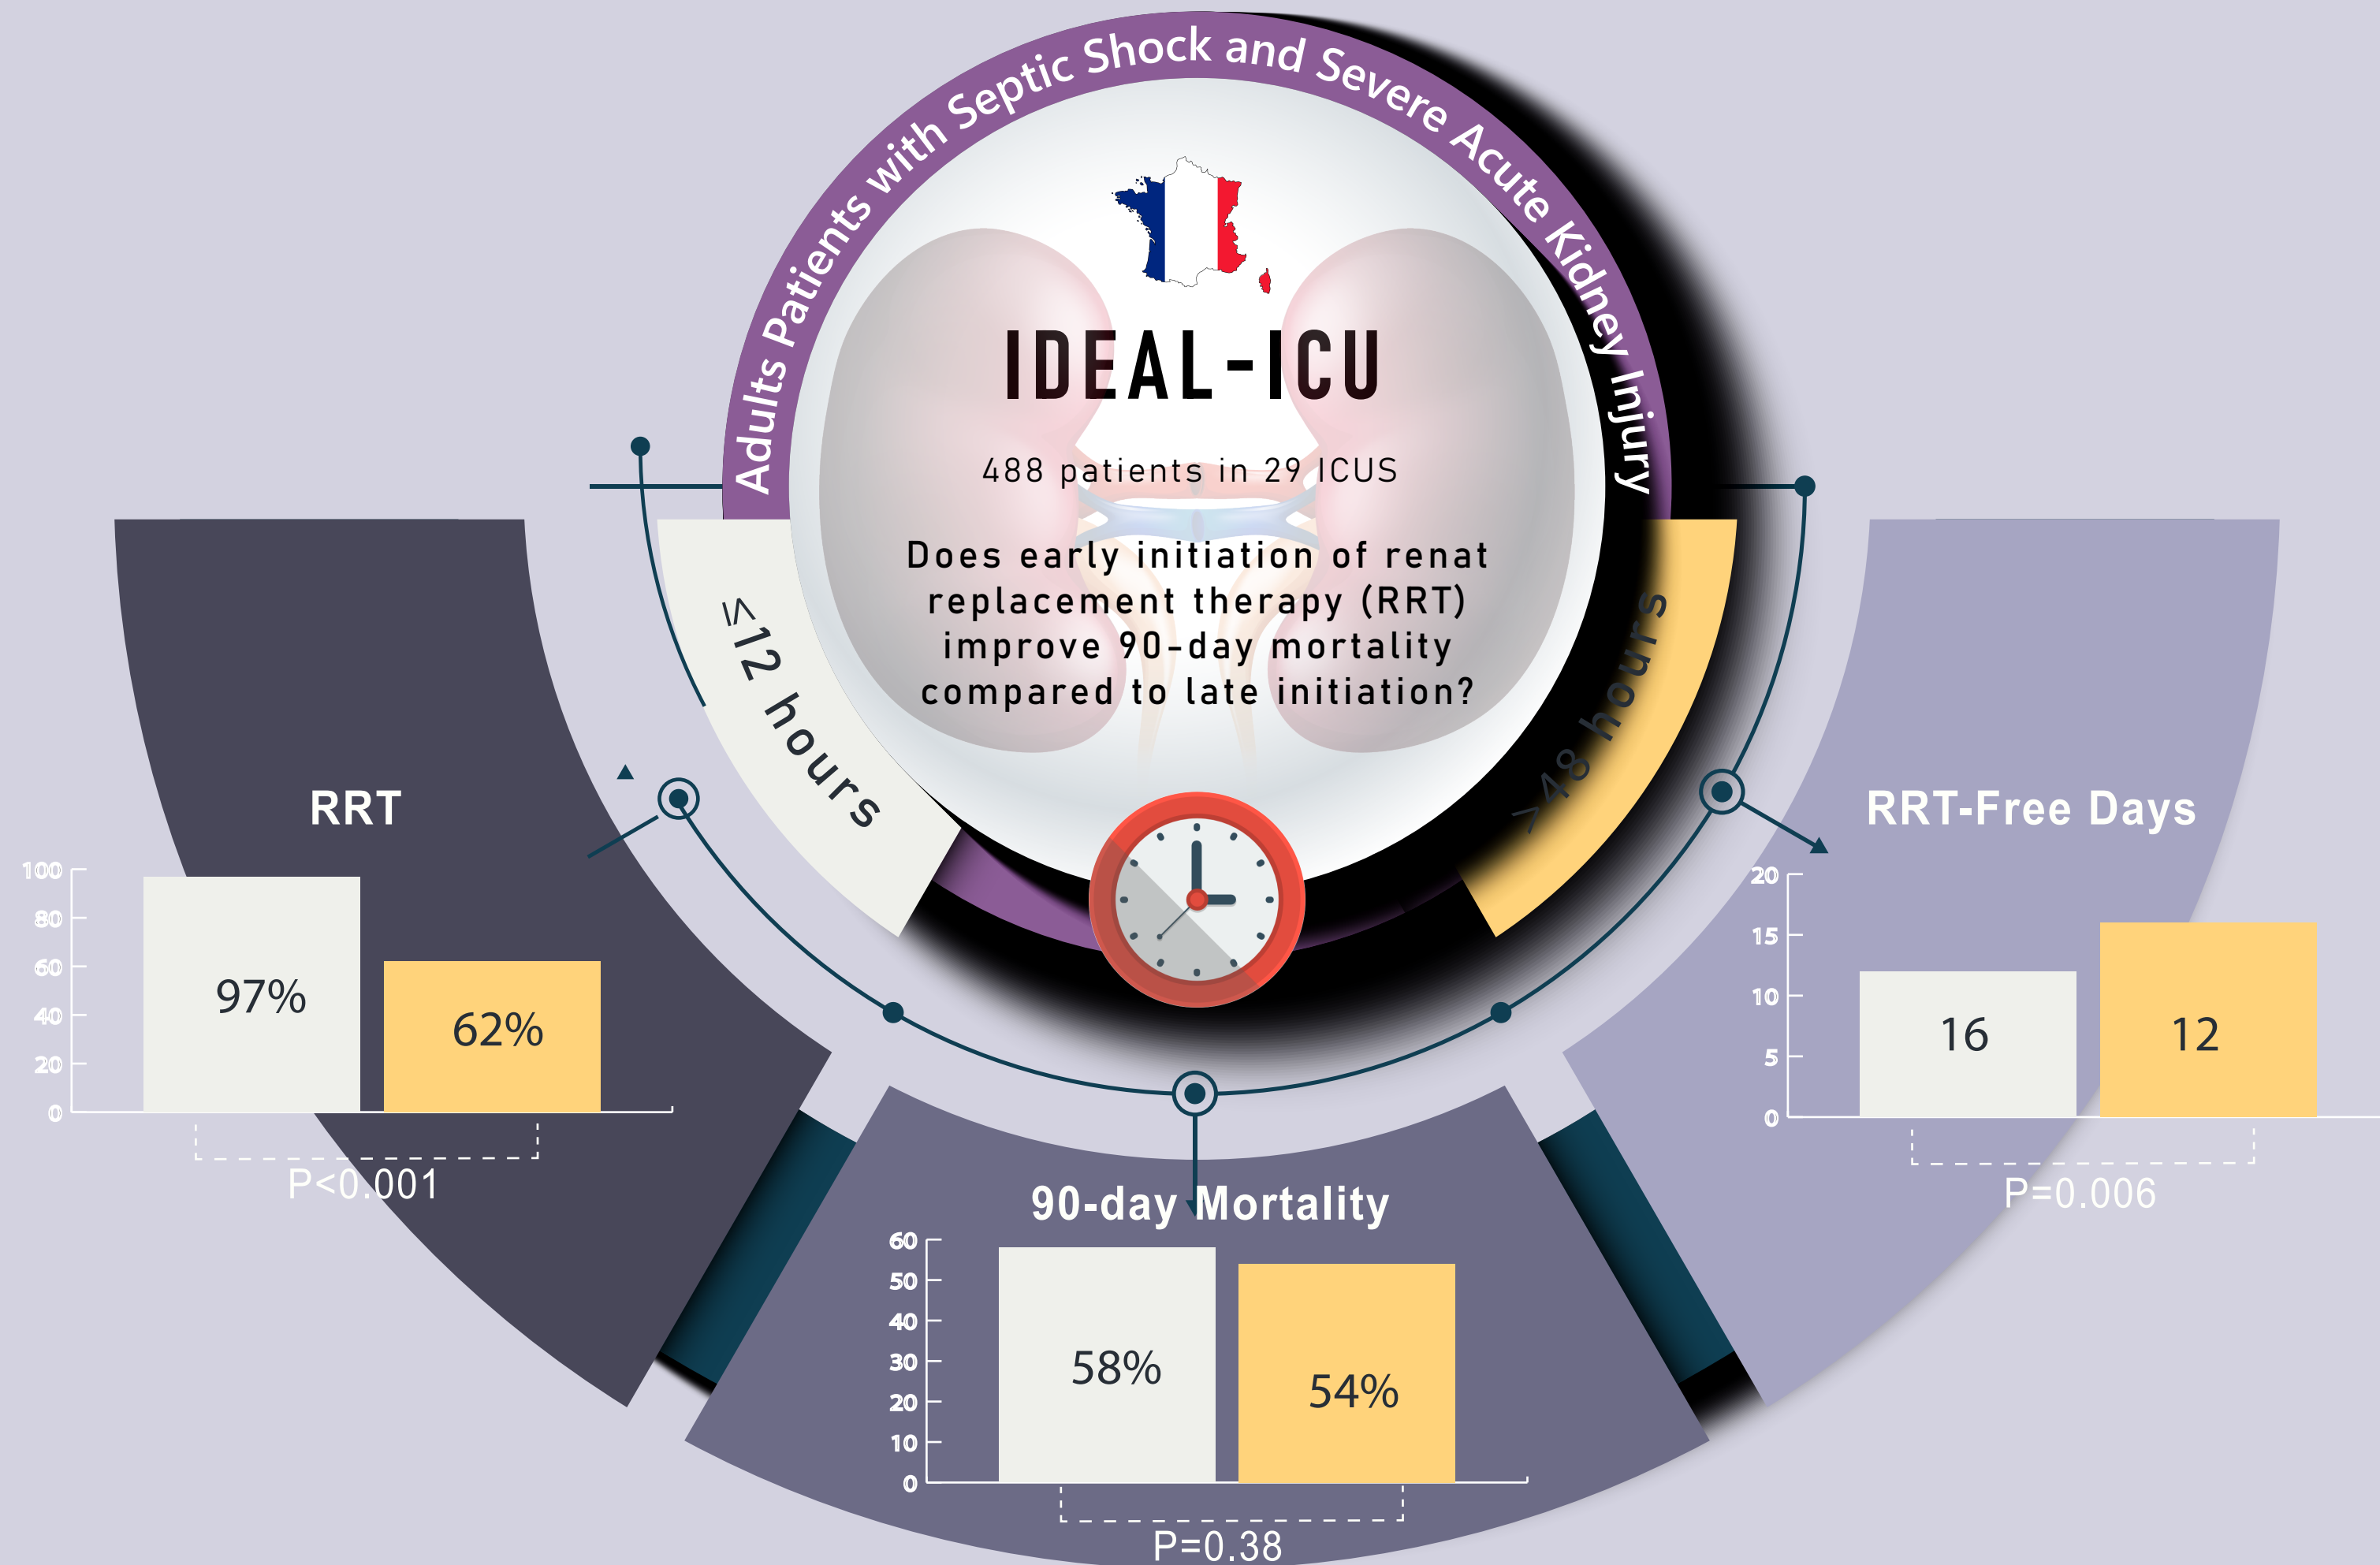 Adults Patients with Septic Shock and Severe Acute Kidney Injury
IDEAL-ICU
488 patients in 29 ICUS
Does early initiation of renat
replacement therapy (RRT)
improve 90-day mortality
compared to late initiation?
≤12 hours
>48 hours
RRT
100
80
60
40
20
0
97%
62%
P<0.001
90-day Mortality
60
50
40
30
20
10
0
58%
54%
P=0.38
RRT-Free Days
20
15
10
5
0
16
12
P=0.006